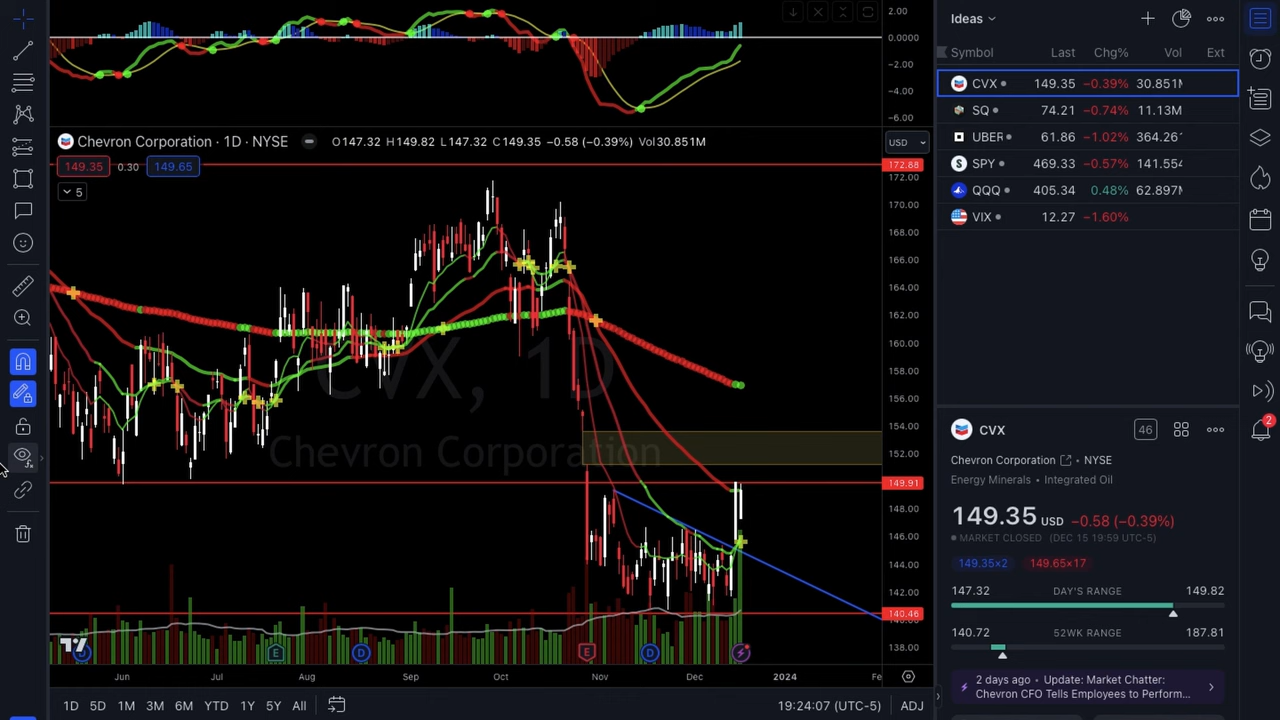 2.00
0.0000
−2.00
−4.00
−6.00
Chevron Corporation · 1D · NYSE
O147.32 H149.82 L147.32 C149.35 −0.58 (−0.39%) Vol30.851M
USD
149.35 0.30 149.65
5
172.88
172.00
170.00
168.00
166.00
164.00
162.00
160.00
158.00
156.00
154.00
152.00
149.91
148.00
146.00
144.00
142.00
140.46
138.00
CVX, 1D
Chevron Corporation
D E D E D
Jun Jul Aug Sep Oct Nov Dec 2024 Fe
1D 5D 1M 3M 6M YTD 1Y 5Y All
19:24:07 (UTC-5) ADJ
Ideas
Symbol Last Chg% Vol Ext
CVX 149.35 −0.39% 30.851M
SQ 74.21 −0.74% 11.13M
UBER 61.86 −1.02%
SPY 469.33 −0.57%
QQQ 405.34 0.48% 62.897M
VIX 12.27 −1.60%
CVX 46
Chevron Corporation NYSE
Energy Minerals • Integrated Oil
149.35 USD −0.58 (−0.39%)
MARKET CLOSED (DEC 15 19:59 UTC-5)
149.35×2 149.65×17
147.32 DAY'S RANGE 149.82
140.72 52WK RANGE 187.81
2 days ago • Update: Market Chatter:
Chevron CFO Tells Employees to Perform...
2